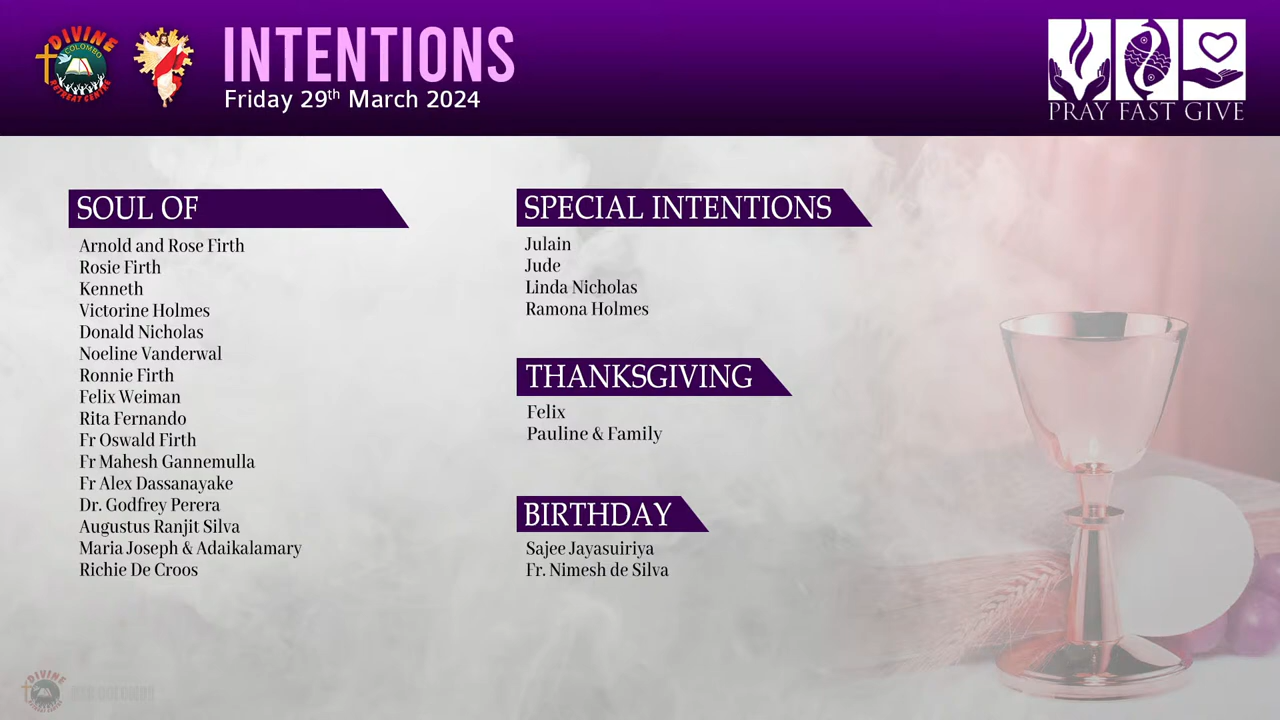 DIVINE
COLOMBO
RETREAT CENTRE
INTENTIONS
Friday 29th March 2024
PRAY FAST GIVE
SOUL OF
Arnold and Rose Firth
Rosie Firth
Kenneth
Victorine Holmes
Donald Nicholas
Noeline Vanderwal
Ronnie Firth
Felix Weiman
Rita Fernando
Fr Oswald Firth
Fr Mahesh Gannemulla
Fr Alex Dassanayake
Dr. Godfrey Perera
Augustus Ranjit Silva
Maria Joseph & Adaikalamary
Richie De Croos
SPECIAL INTENTIONS
Julain
Jude
Linda Nicholas
Ramona Holmes
THANKSGIVING
Felix
Pauline & Family
BIRTHDAY
Sajee Jayasuiriya
Fr. Nimesh de Silva
DIVINE